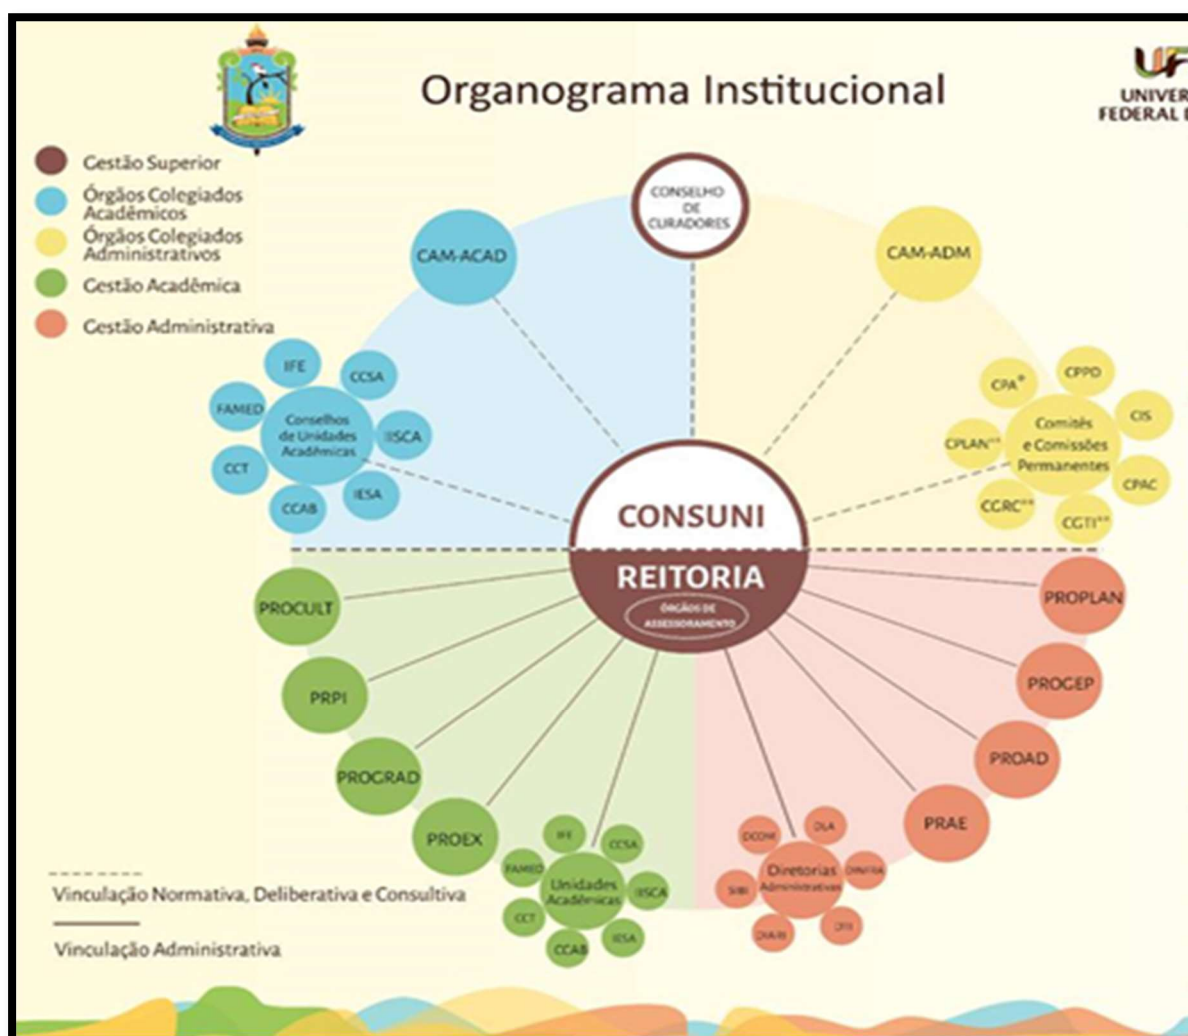 Organograma Institucional
UF
UNIVER
FEDERAL
Gestão Superior
Órgãos Colegiados
Acadêmicos
Órgãos Colegiados
Administrativos
Gestão Acadêmica
Gestão Administrativa
CONSELHO
DE
CURADORES
CAM-ACAD
CAM-ADM
IFE
CCSA
FAMED
Conselhos
de Unidades
Acadêmicas
IISCA
CCT
IESA
CCAB
CPA*
CPPD
CIS
Comitês
e Comissões
Permanentes
CPLAN**
CPAC
CGRC**
CGTI**
CONSUNI
REITORIA
ÓRGÃOS DE
ASSESSORAMENTO
PROCULT
PRPI
PROGRAD
PROEX
PROPLAN
PROGEP
PROAD
PRAE
IFE
CCSA
FAMED
Unidades
Acadêmicas
IISCA
CCT
IESA
CCAB
DCOM
DLA
Diretorias
Administrativas
DINFRA
SIBI
DTI
Vinculação Normativa, Deliberativa e Consultiva
Vinculação Administrativa